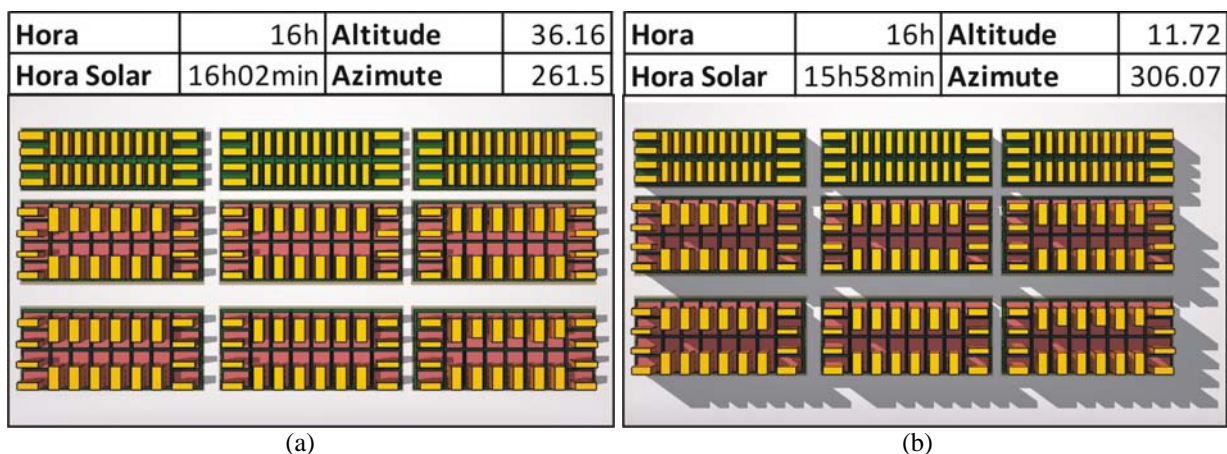 Hora 16h Altitude 36.16
Hora Solar 16h02min Azimute 261.5
Hora 16h Altitude 11.72
Hora Solar 15h58min Azimute 306.07
(a)
(b)